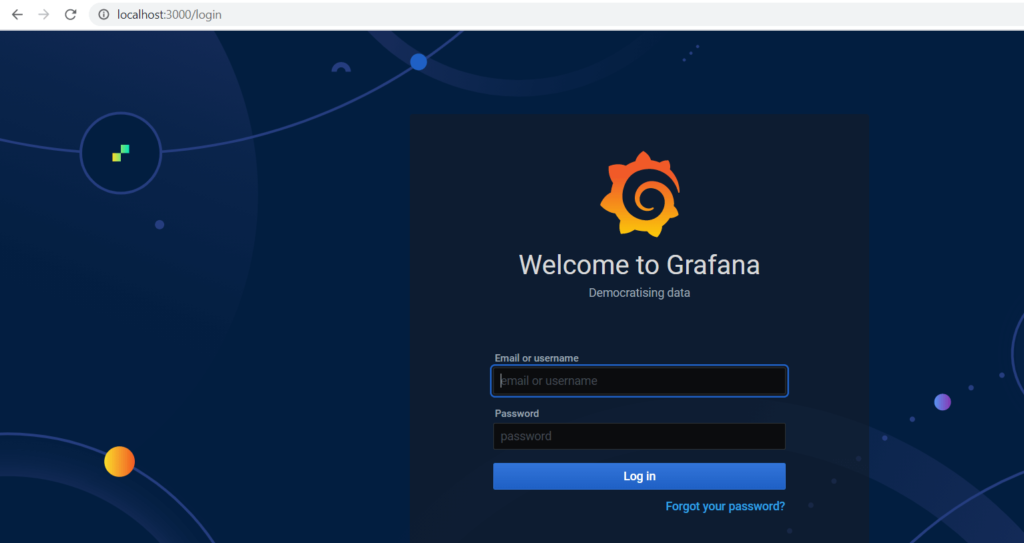 localhost:3000/login
Welcome to Grafana
Democratising data
Email or username
email or username
Password
password
Log in
Forgot your password?